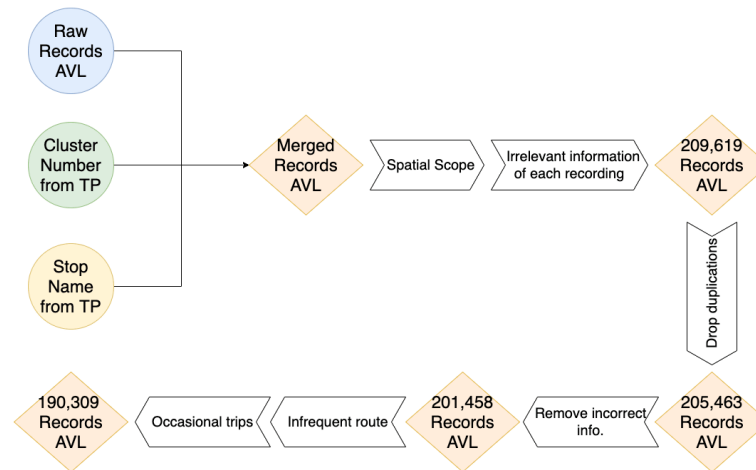 Raw
Records
AVL
Cluster
Number
from TP
Stop
Name
from TP
Merged
Records
AVL
Spatial Scope
Irrelevant information
of each recording
209,619
Records
AVL
Drop duplications
205,463
Records
AVL
Remove incorrect
info.
201,458
Records
AVL
Infrequent route
Occasional trips
190,309
Records
AVL